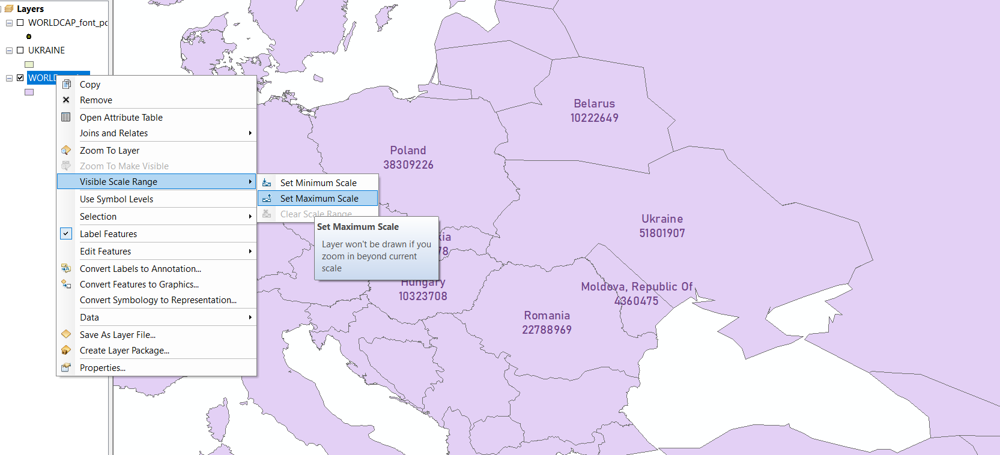 Layers
WORLDCAP_font_pc
UKRAINE
WORLD
Copy
Remove
Open Attribute Table
Joins and Relates
Zoom To Layer
Zoom To Make Visible
Visible Scale Range
Use Symbol Levels
Selection
Label Features
Edit Features
Convert Labels to Annotation...
Convert Features to Graphics...
Convert Symbology to Representation...
Data
Save As Layer File...
Create Layer Package...
Properties...
Set Minimum Scale
Set Maximum Scale
Clear Scale Range
Set Maximum Scale
Layer won't be drawn if you
zoom in beyond current
scale
Belarus
10222649
Poland
38309226
Ukraine
51801907
kia
78
Hungary
10323708
Moldova, Republic Of
4360475
Romania
22788969